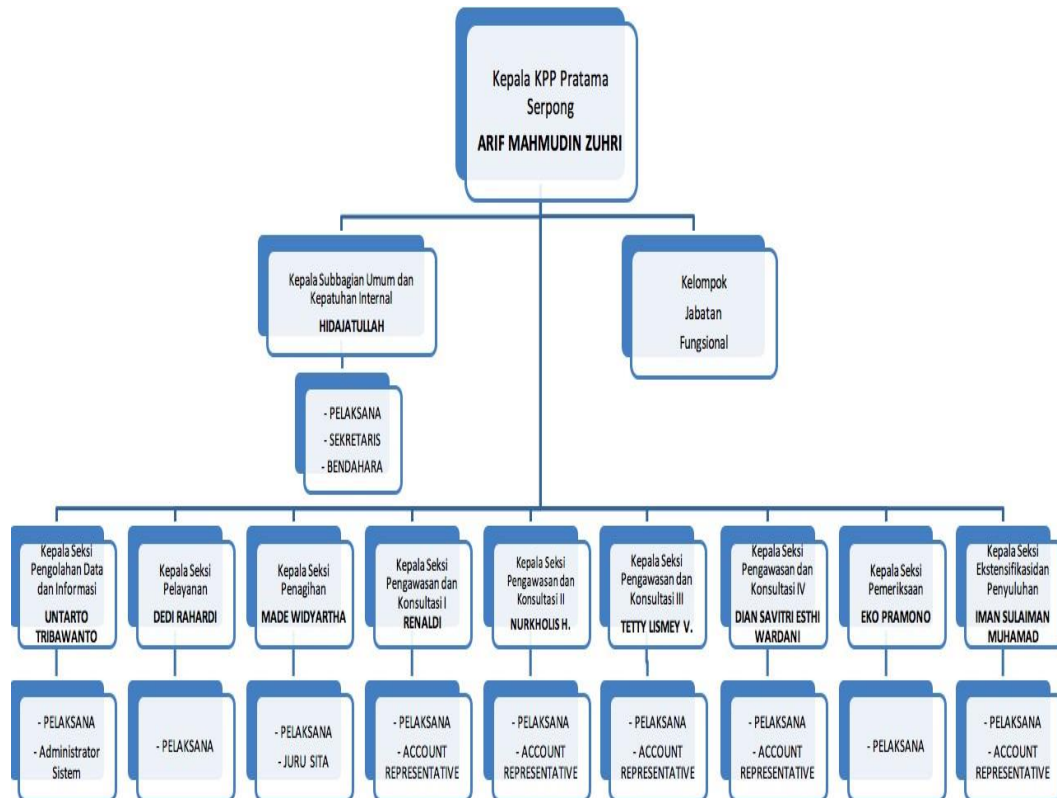 Kepala KPP Pratama
Serpong
ARIF MAHMUDIN ZUHRI
Kepala Subbagian Umum dan
Kepatuhan Internal
HIDAJATULLAH
Kelompok
Jabatan
Fungsional
- PELAKSANA
- SEKRETARIS
- BENDAHARA
Kepala Seksi
Pengolahan Data
dan Informasi
UNTARTO
TRIBAWANTO
Kepala Seksi
Pelayanan
DEDI RAHARDI
Kepala Seksi
Penagihan
MADE WIDYARTHA
Kepala Seksi
Pengawasan dan
Konsultasi I
RENALDI
Kepala Seksi
Pengawasan dan
Konsultasi II
NURKHOLIS H.
Kepala Seksi
Pengawasan dan
Konsultasi III
TETTY LISMEY V.
Kepala Seksi
Pengawasan dan
Konsultasi IV
DIAN SAVITRI ESTHI
WARDANI
Kepala Seksi
Pemeriksaan
EKO PRAMONO
Kepala Seksi
Ekstensifikasidan
Penyuluhan
IMAN SULAIMAN
MUHAMAD
- PELAKSANA
- Administrator
Sistem
- PELAKSANA
- PELAKSANA
- JURU SITA
- PELAKSANA
- ACCOUNT
REPRESENTATIVE
- PELAKSANA
- ACCOUNT
REPRESENTATIVE
- PELAKSANA
- ACCOUNT
REPRESENTATIVE
- PELAKSANA
- ACCOUNT
REPRESENTATIVE
- PELAKSANA
- PELAKSANA
- ACCOUNT
REPRESENTATIVE